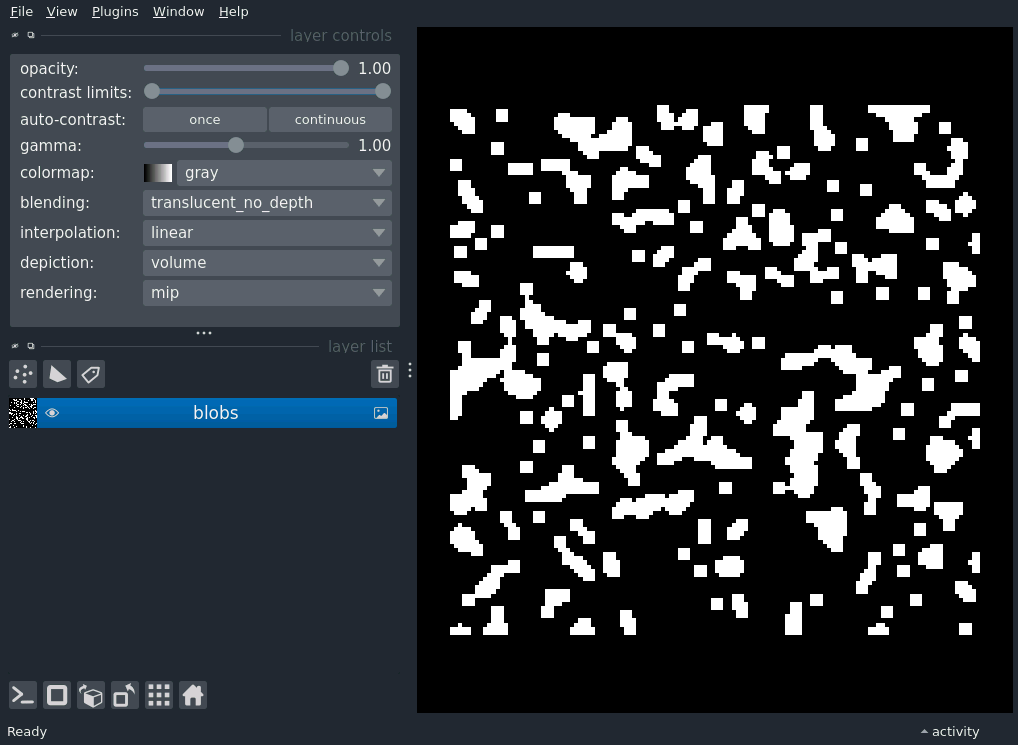 File View Plugins Window Help
layer controls
opacity: 1.00
contrast limits:
auto-contrast: once continuous
gamma: 1.00
colormap: gray
blending: translucent_no_depth
interpolation: linear
depiction: volume
rendering: mip
layer list
blobs
Ready activity